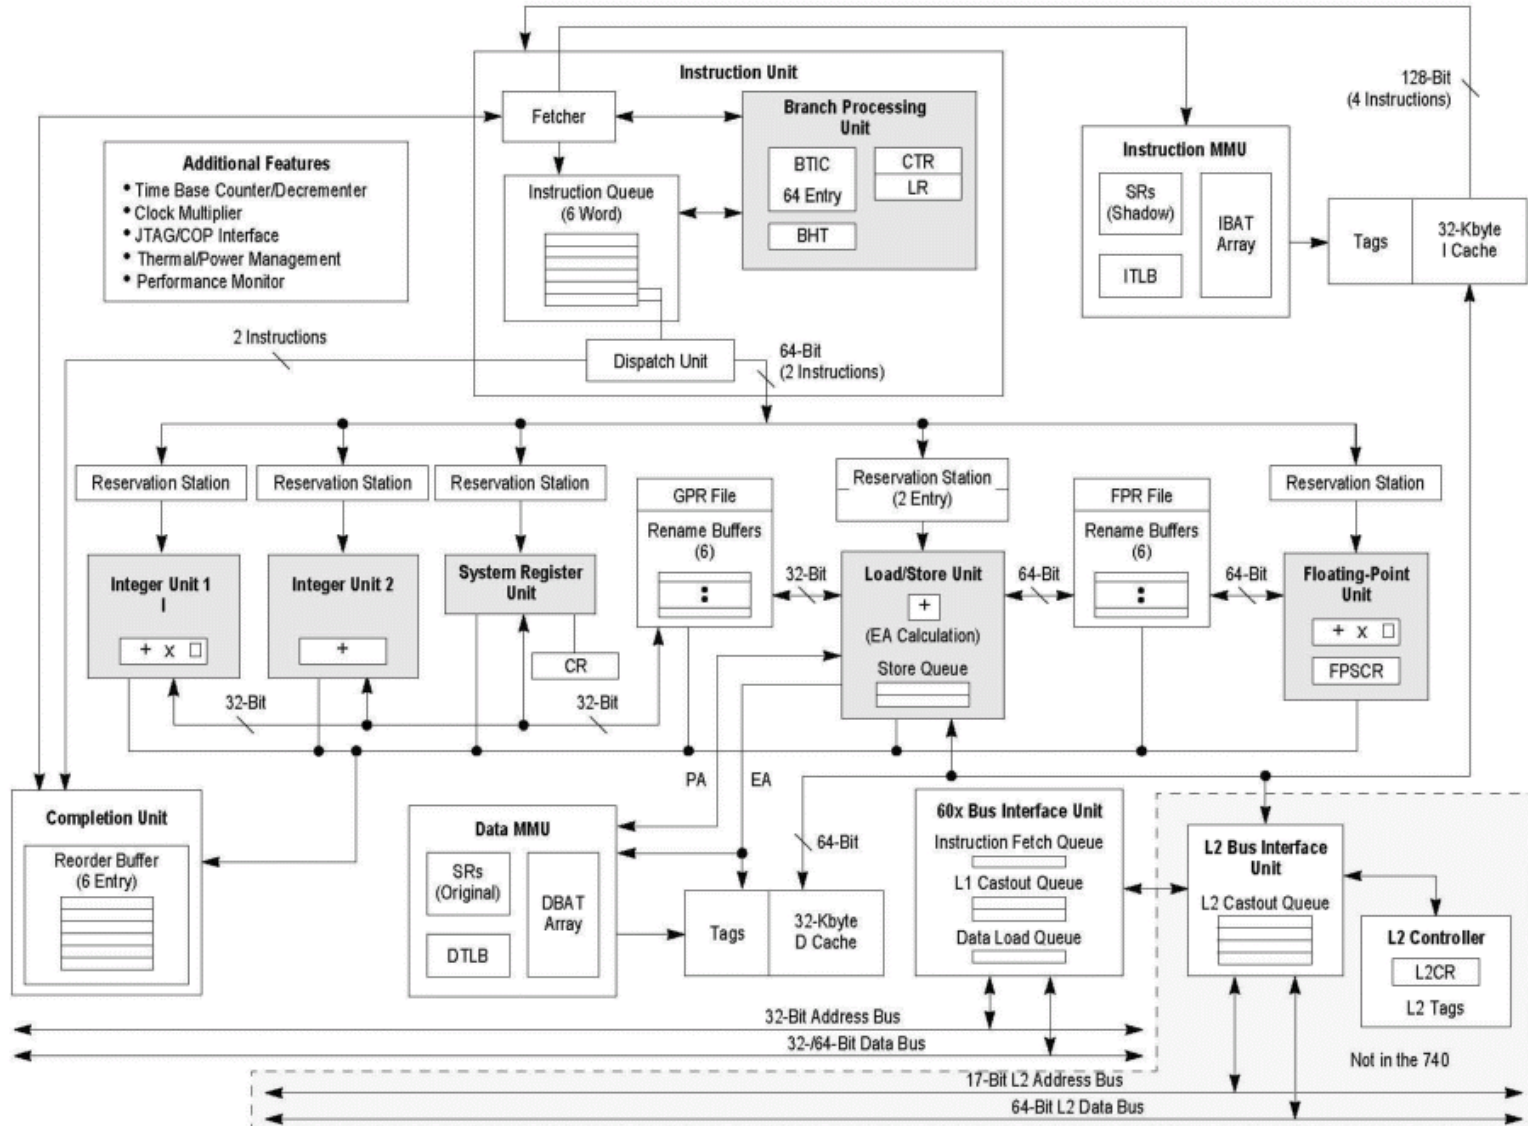 Instruction Unit
Fetcher
Branch Processing
Unit
BTIC
64 Entry
CTR
LR
BHT
Instruction Queue
(6 Word)
Dispatch Unit
128-Bit
(4 Instructions)
Instruction MMU
SRs
(Shadow)
ITLB
IBAT
Array
Tags
32-Kbyte
I Cache
Additional Features
• Time Base Counter/Decrementer
• Clock Multiplier
• JTAG/COP Interface
• Thermal/Power Management
• Performance Monitor
2 Instructions
64-Bit
(2 Instructions)
Reservation Station
Reservation Station
Reservation Station
Reservation Station
(2 Entry)
Reservation Station
GPR File
Rename Buffers
(6)
FPR File
Rename Buffers
(6)
Integer Unit 1
I
+ x □
Integer Unit 2
+
System Register
Unit
CR
32-Bit
Load/Store Unit
+
(EA Calculation)
Store Queue
64-Bit
64-Bit
Floating-Point
Unit
+ x □
FPSCR
32-Bit
32-Bit
PA
EA
Completion Unit
Reorder Buffer
(6 Entry)
Data MMU
SRs
(Original)
DTLB
DBAT
Array
64-Bit
Tags
32-Kbyte
D Cache
60x Bus Interface Unit
Instruction Fetch Queue
L1 Castout Queue
Data Load Queue
L2 Bus Interface
Unit
L2 Castout Queue
L2 Controller
L2CR
L2 Tags
Not in the 740
32-Bit Address Bus
32-/64-Bit Data Bus
17-Bit L2 Address Bus
64-Bit L2 Data Bus